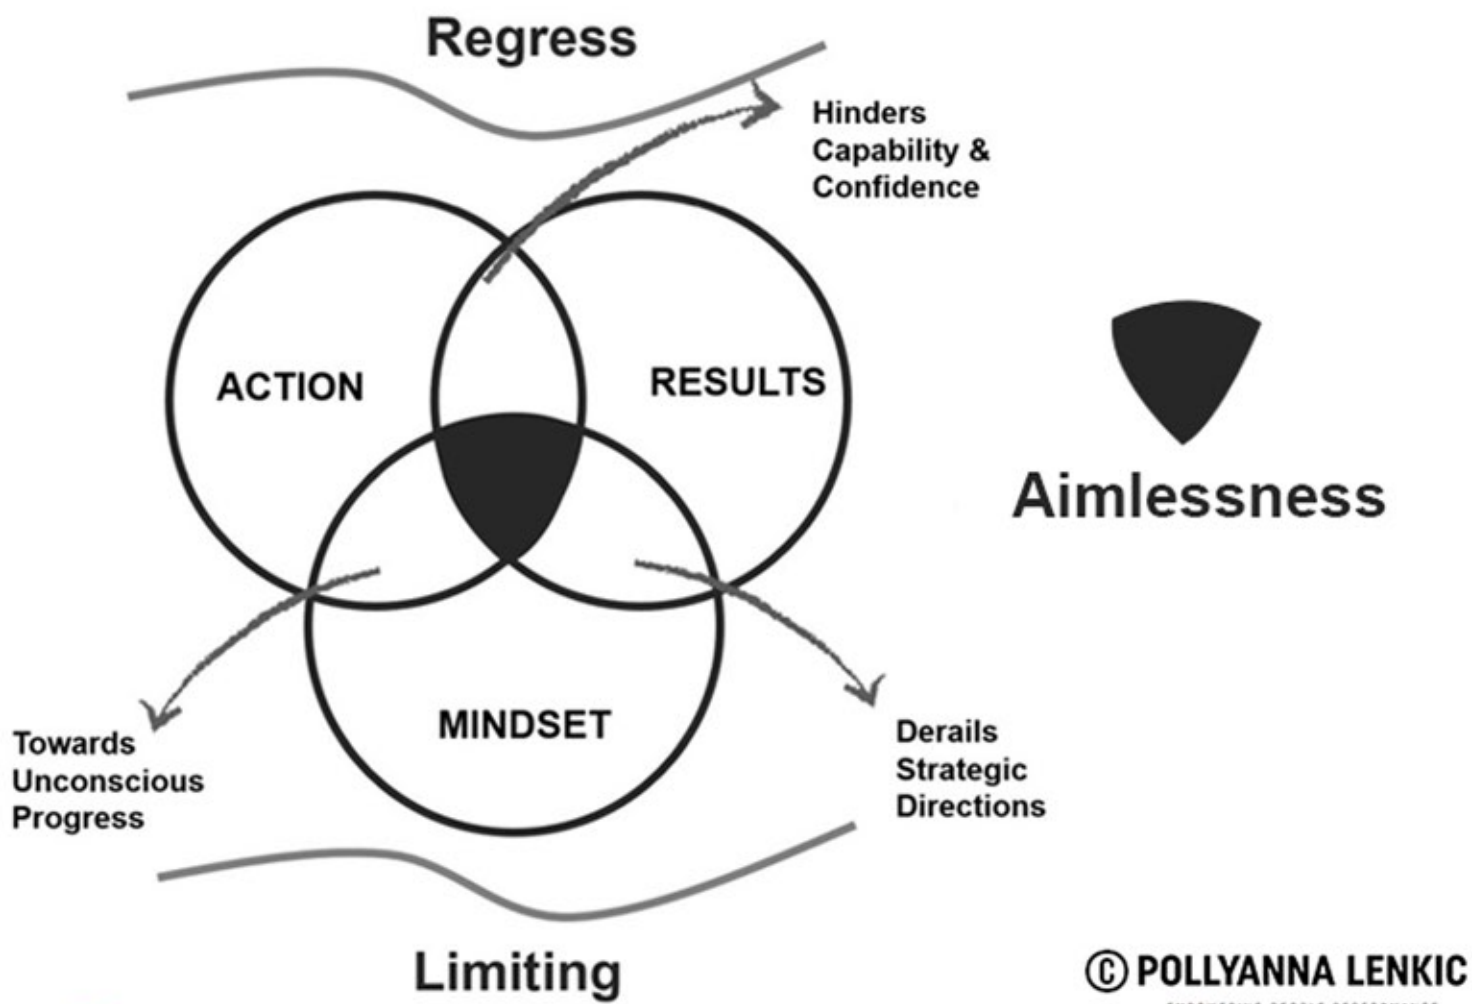 Regress
Hinders
Capability &
Confidence
ACTION
RESULTS
Aimlessness
MINDSET
Towards
Unconscious
Progress
Derails
Strategic
Directions
Limiting
© POLLYANNA LENKIC